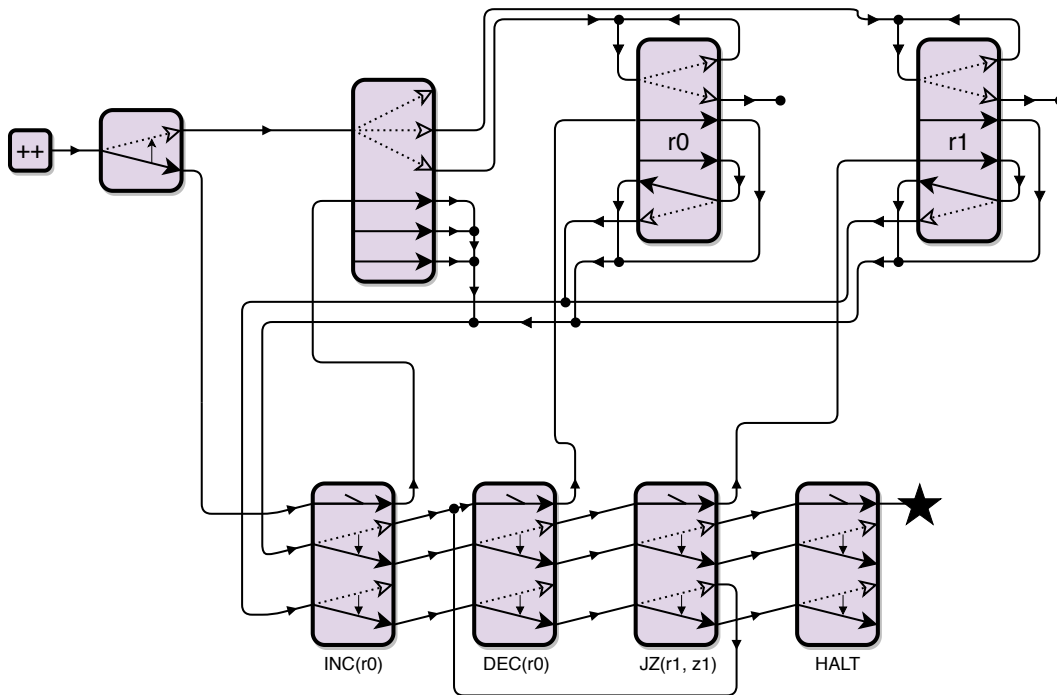 ++
r0
r1
INC(r0)
DEC(r0)
JZ(r1, z1)
HALT